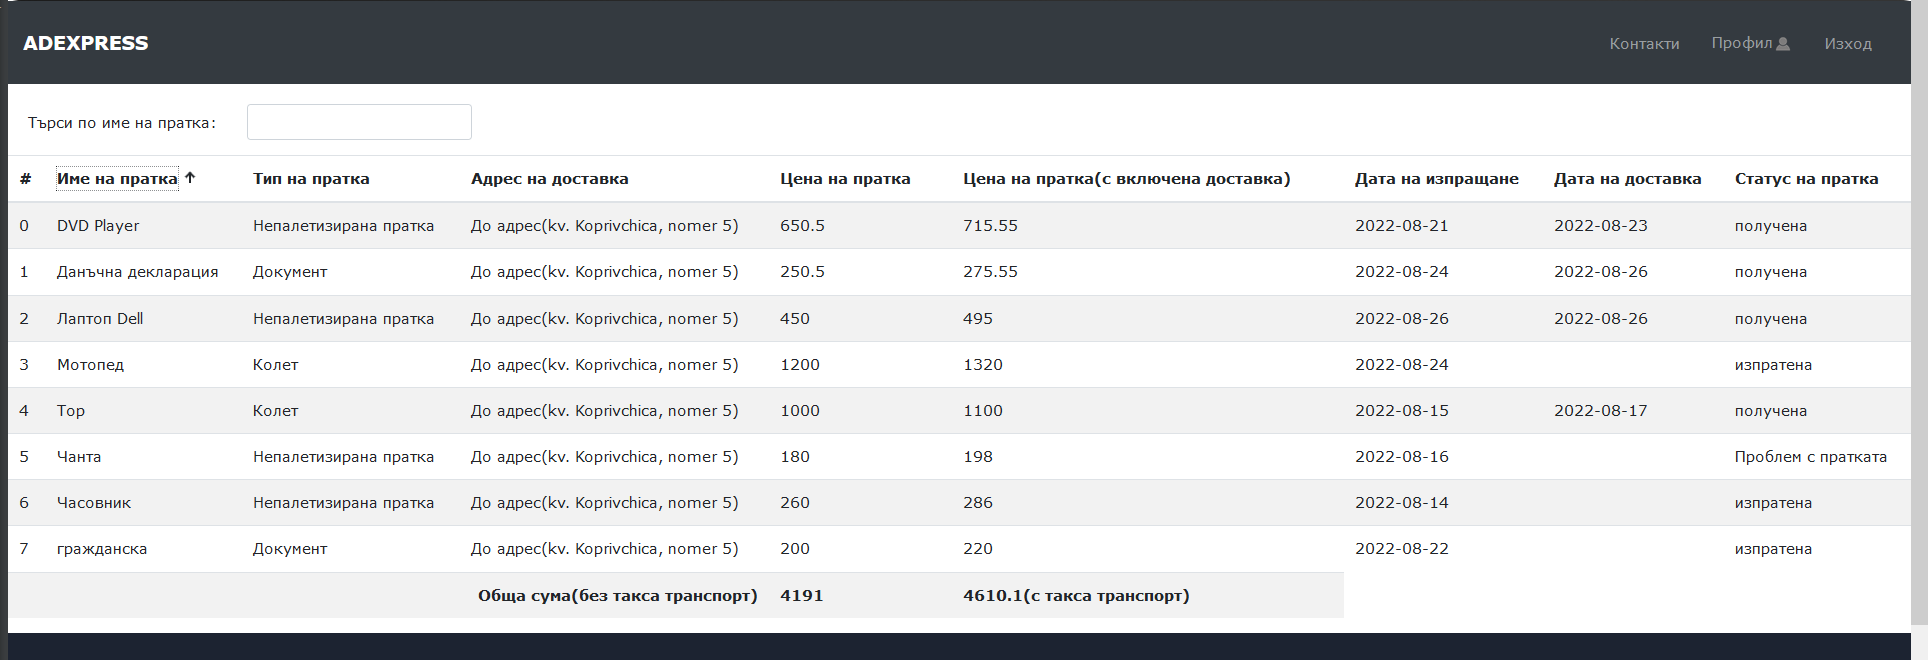 ADEXPRESS Контакти Профил Изход
Търси по име на пратка:
# Име на пратка ↑ Тип на пратка Адрес на доставка Цена на пратка Цена на пратка(с включена доставка) Дата на изпращане Дата на доставка Статус на пратка
0 DVD Player Непалетизирана пратка До адрес(kv. Koprivchica, nomer 5) 650.5 715.55 2022-08-21 2022-08-23 получена
1 Данъчна декларация Документ До адрес(kv. Koprivchica, nomer 5) 250.5 275.55 2022-08-24 2022-08-26 получена
2 Лаптоп Dell Непалетизирана пратка До адрес(kv. Koprivchica, nomer 5) 450 495 2022-08-26 2022-08-26 получена
3 Мотопед Колет До адрес(kv. Koprivchica, nomer 5) 1200 1320 2022-08-24 изпратена
4 Тор Колет До адрес(kv. Koprivchica, nomer 5) 1000 1100 2022-08-15 2022-08-17 получена
5 Чанта Непалетизирана пратка До адрес(kv. Koprivchica, nomer 5) 180 198 2022-08-16 Проблем с пратката
6 Часовник Непалетизирана пратка До адрес(kv. Koprivchica, nomer 5) 260 286 2022-08-14 изпратена
7 гражданска Документ До адрес(kv. Koprivchica, nomer 5) 200 220 2022-08-22 изпратена
Обща сума(без такса транспорт) 4191 4610.1(с такса транспорт)